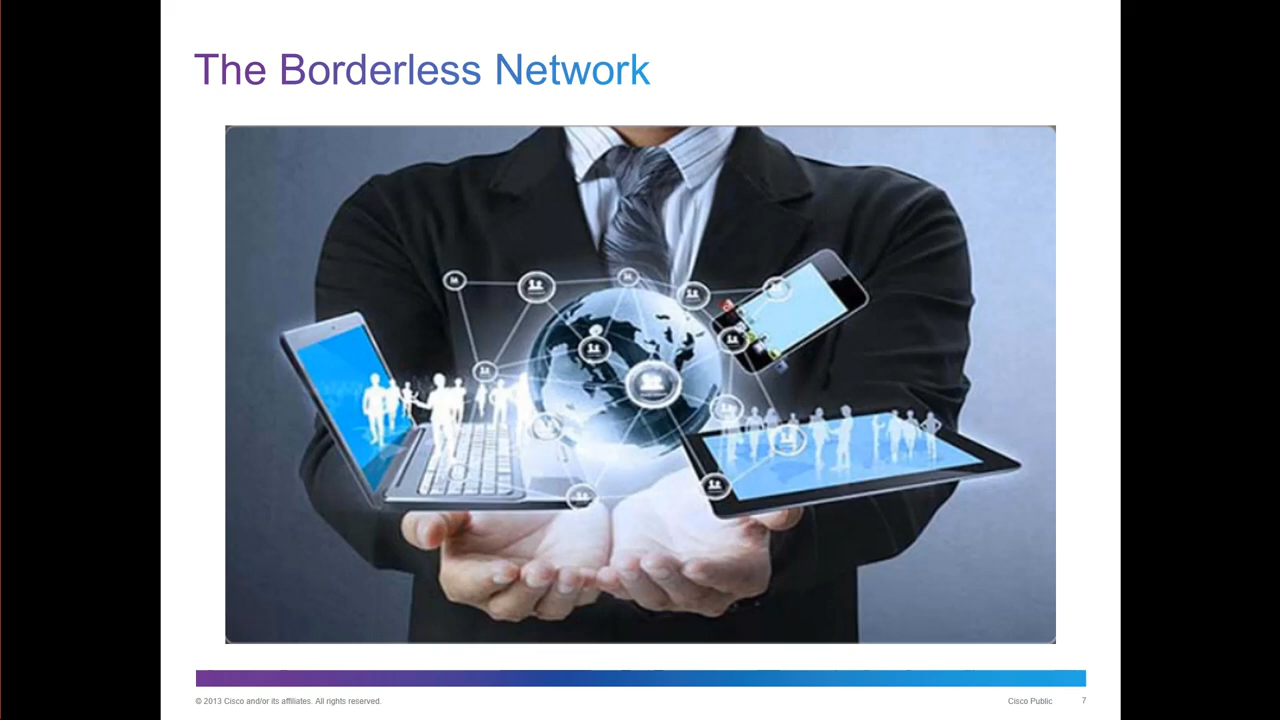 The Borderless Network
© 2013 Cisco and/or its affiliates. All rights reserved.
Cisco Public
7